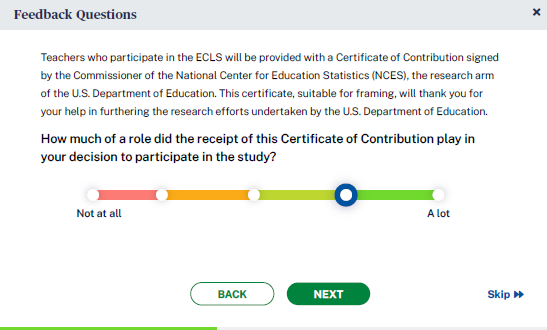 Feedback Questions
×
Teachers who participate in the ECLS will be provided with a Certificate of Contribution signed
by the Commissioner of the National Center for Education Statistics (NCES), the research arm
of the U.S. Department of Education. This certificate, suitable for framing, will thank you for
your help in furthering the research efforts undertaken by the U.S. Department of Education.
How much of a role did the receipt of this Certificate of Contribution play in
your decision to participate in the study?
Not at all
A lot
BACK
NEXT
Skip